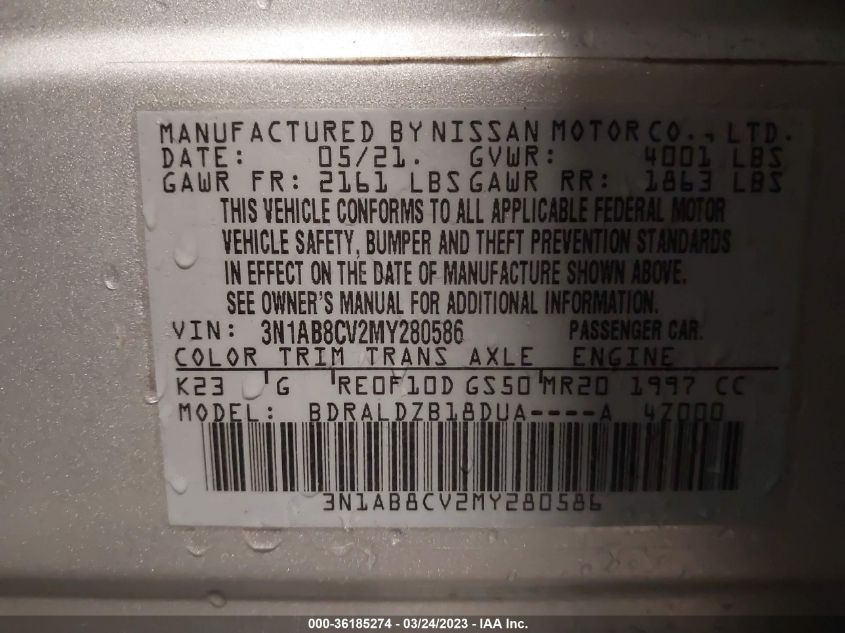 MANUFACTURED BY NISSAN MOTOR CO., LTD.
DATE: 05/21. GVWR: 4001 LBS
GAWR FR: 2161 LBS GAWR RR: 1863 LBS
THIS VEHICLE CONFORMS TO ALL APPLICABLE FEDERAL MOTOR
VEHICLE SAFETY, BUMPER AND THEFT PREVENTION STANDARDS
IN EFFECT ON THE DATE OF MANUFACTURE SHOWN ABOVE.
SEE OWNER'S MANUAL FOR ADDITIONAL INFORMATION.
VIN: 3N1AB8CV2MY280586 PASSENGER CAR.
COLOR TRIM TRANS AXLE ENGINE
K23 G RE0F10D GS50 MR20 1997 CC
MODEL: BDRALDZB18DUA----A 4Z000
3N1AB8CV2MY280586
000-36185274 - 03/24/2023 - IAA Inc.